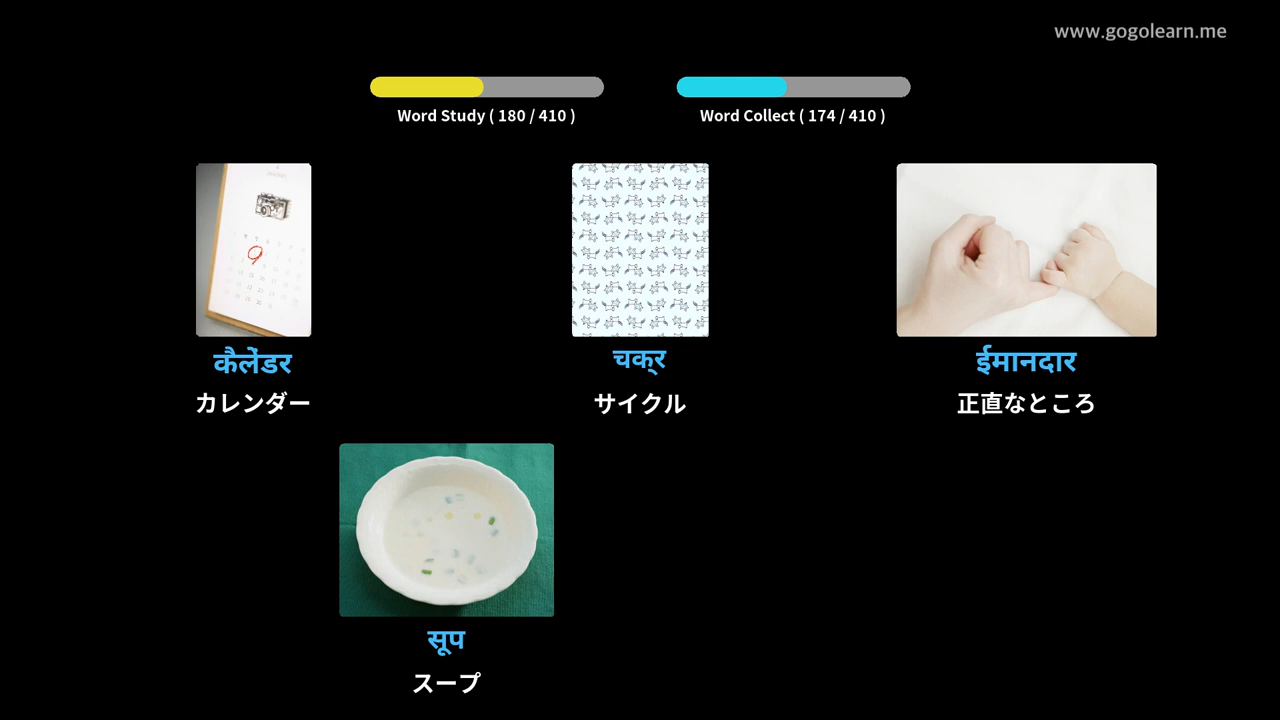 www.gogolearn.me
Word Study ( 180 / 410 )
Word Collect ( 174 / 410 )
कैलेंडर
カレンダー
चक्र
サイクル
ईमानदार
正直なところ
सूप
スープ